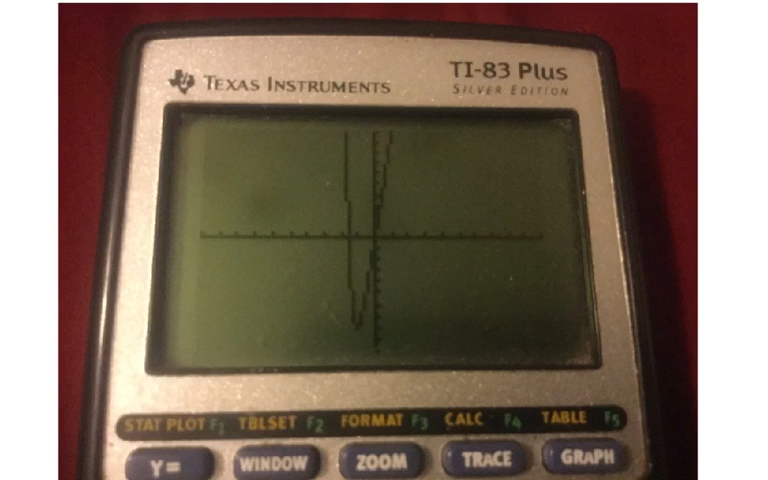 TEXAS INSTRUMENTS
TI-83 Plus
SILVER EDITION
STAT PLOT F1 TBLSET F2 FORMAT F3 CALC F4 TABLE F5
Y= WINDOW ZOOM TRACE GRAPH